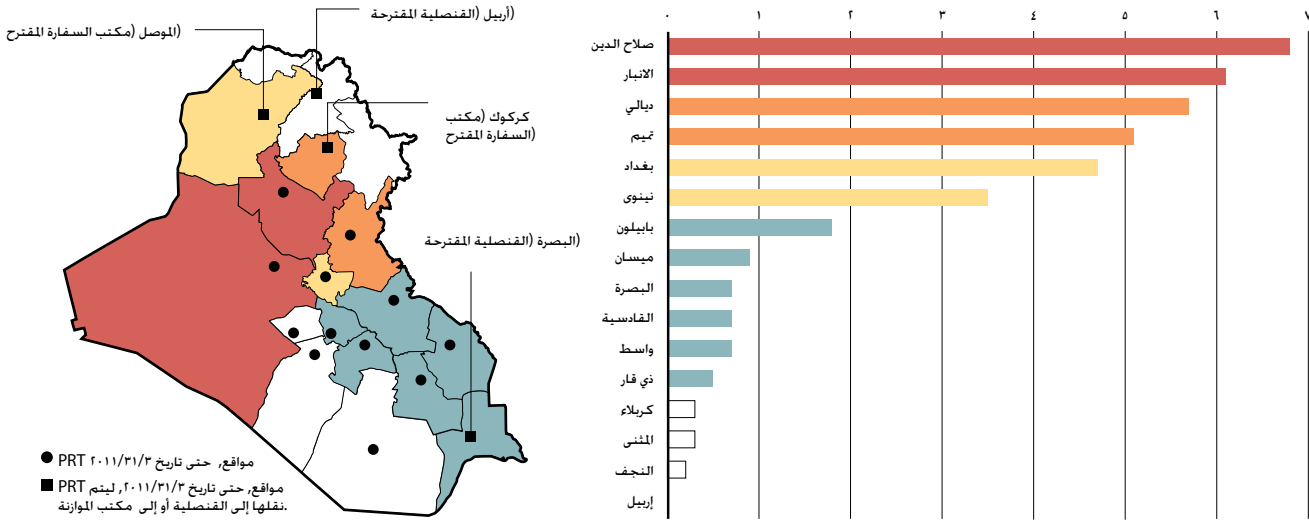 أربيل (القنصلية المقترحة)
الموصل (مكتب السفارة المقترح)
كركوك (مكتب
السفارة المقترح)
البصرة (القنصلية المقترحة)
PRT مواقع, حتى تاريخ ٢٠١١/٣١/٣
PRT مواقع, حتى تاريخ ٢٠١١/٣١/٣, ليتم
نقلها إلى القنصلية أو إلى مكتب الموازنة.
٠ ١ ٢ ٣ ٤ ٥ ٦ ٧
صلاح الدين
الانبار
ديالي
تميم
بغداد
نينوى
بابيلون
ميسان
البصرة
القادسية
واسط
ذي قار
كربلاء
المثنى
النجف
إربيل